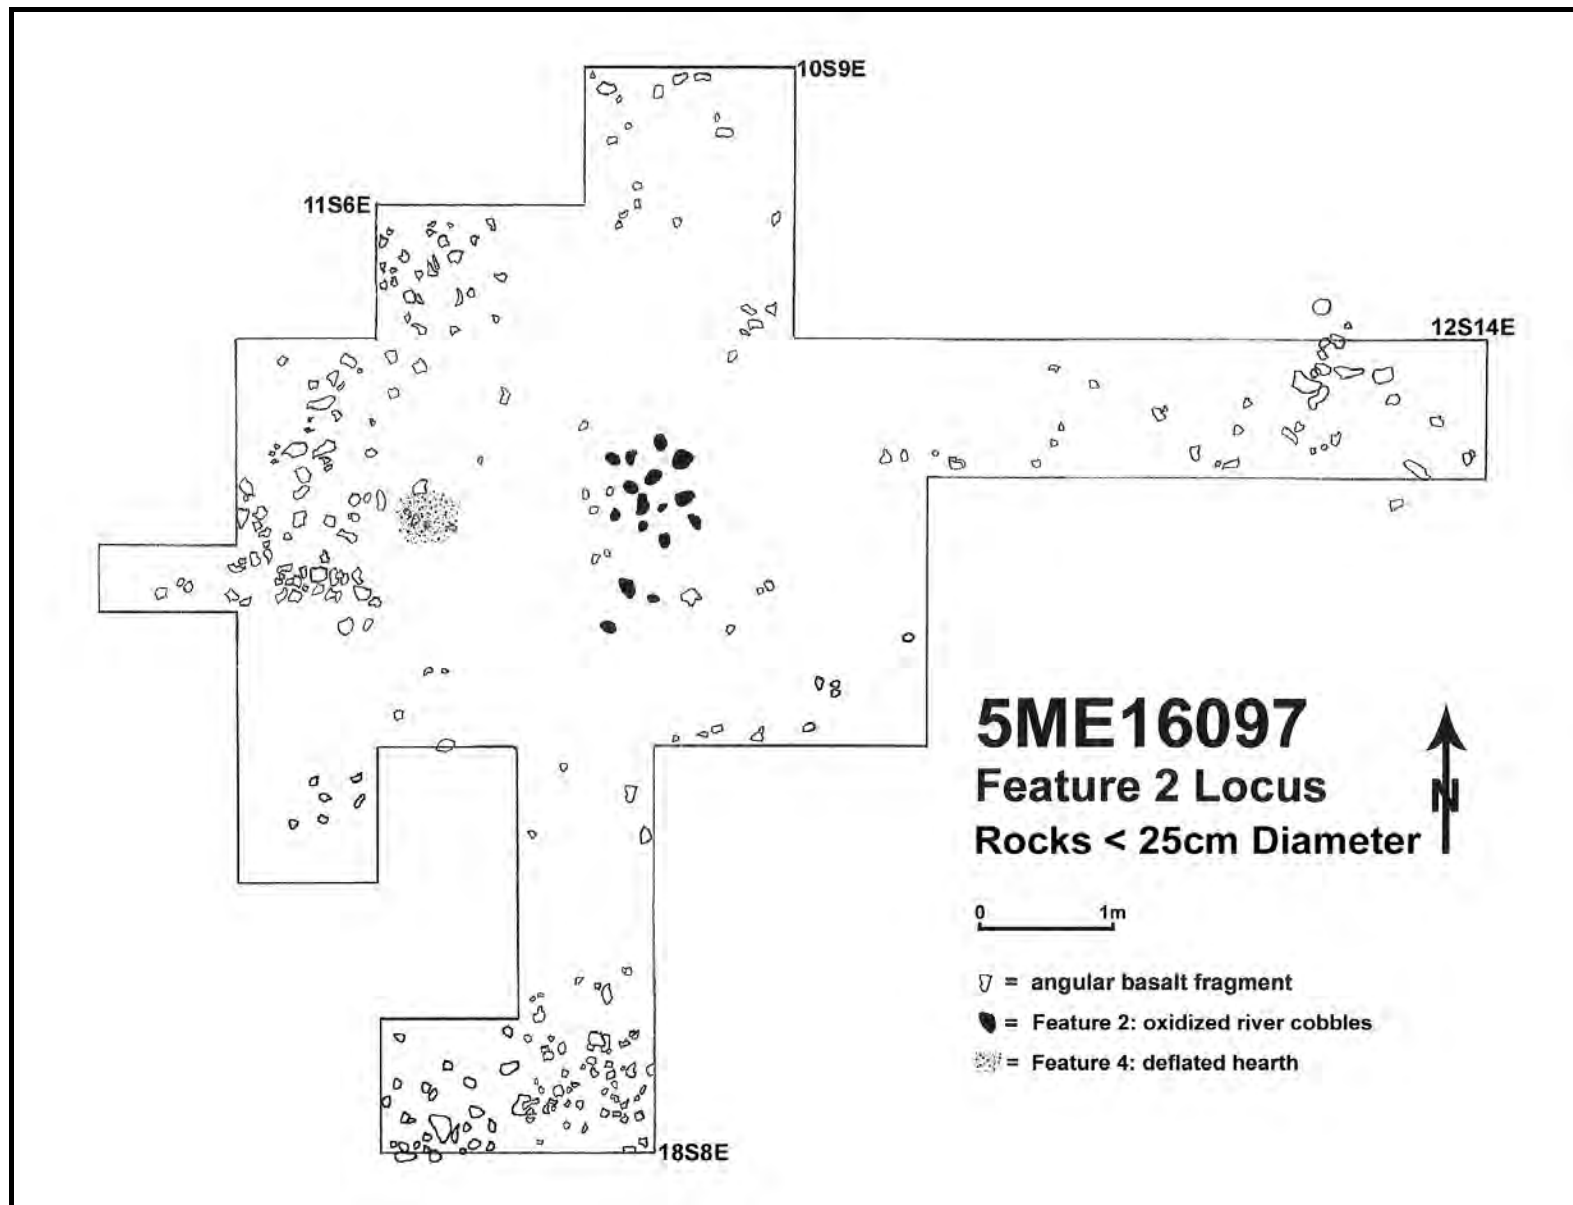 10S9E
11S6E
12S14E
5ME16097
Feature 2 Locus
Rocks < 25cm Diameter
N
0 1m
= angular basalt fragment
= Feature 2: oxidized river cobbles
= Feature 4: deflated hearth
18S8E